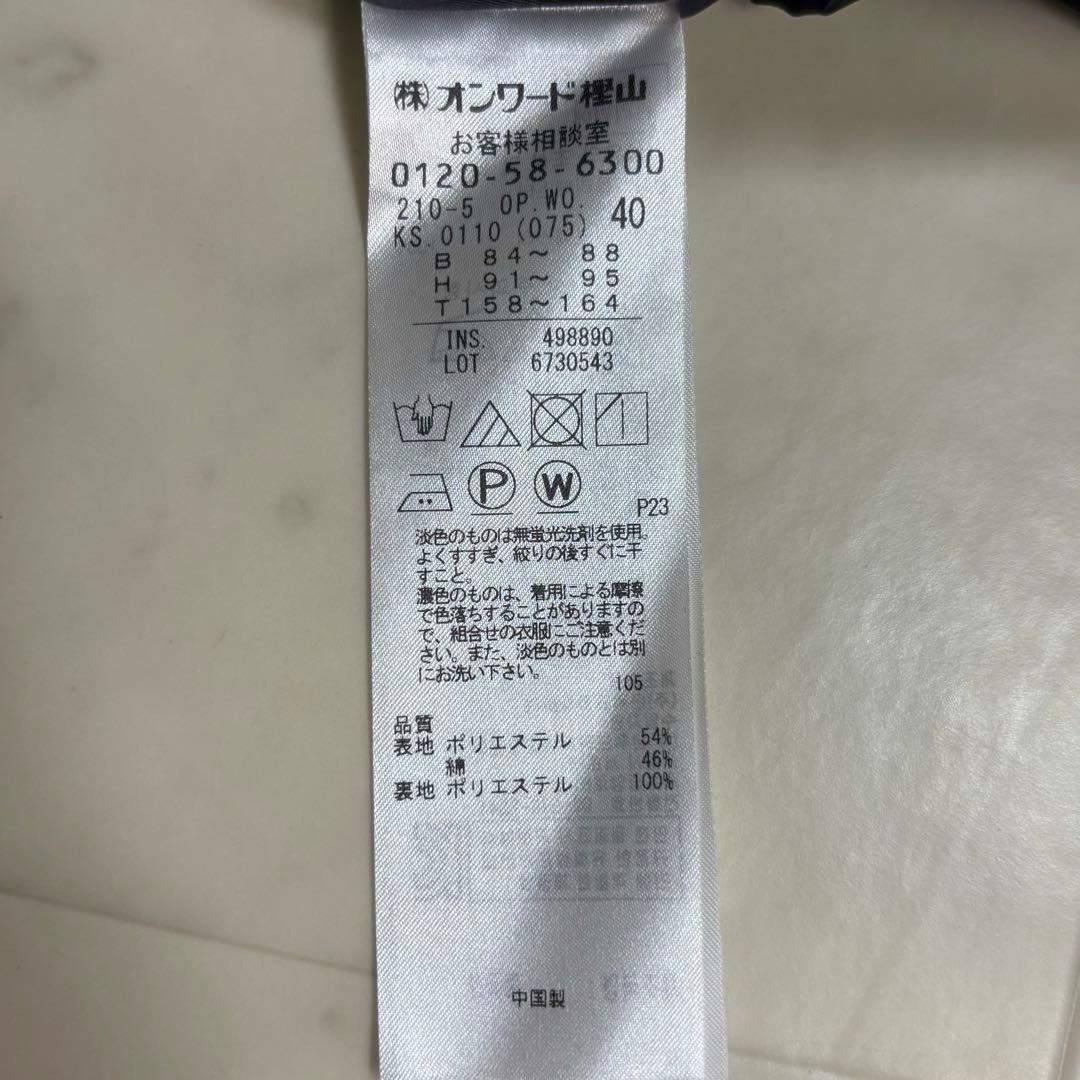 (株)オンワード樫山
お客様相談室
0120-58-6300
210-5 OP.WO. 40
KS.0110 (075)
B 84～ 88
H 91～ 95
T158～164
INS. 498890
LOT 6730543
P W
P23
淡色のものは無蛍光洗剤を使用。
よくすすぎ、絞りの後すぐに干
すこと。
濃色のものは、着用による摩擦
で色落ちすることがありますの
で、組合せの衣服にご注意くだ
さい。また、淡色のものとは別
にお洗い下さい。
105
品質
表地 ポリエステル 54%
綿 46%
裏地 ポリエステル 100%
中国製